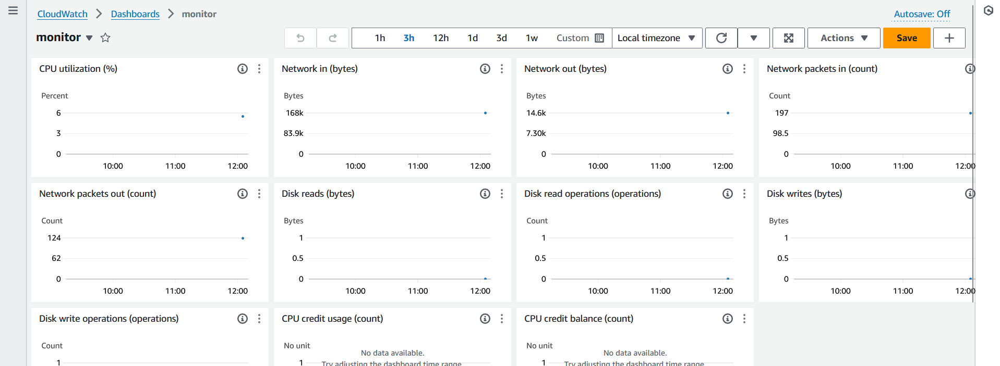 CloudWatch > Dashboards > monitor
Autosave: Off
monitor
1h 3h 12h 1d 3d 1w Custom Local timezone Actions Save
CPU utilization (%)
Percent
6
3
0
10:00 11:00 12:00
Network in (bytes)
Bytes
168k
83.9k
0
10:00 11:00 12:00
Network out (bytes)
Bytes
14.6k
7.30k
0
10:00 11:00 12:00
Network packets in (count)
Count
197
98.5
0
10:00 11:00 12:00
Network packets out (count)
Count
124
62
0
10:00 11:00 12:00
Disk reads (bytes)
Bytes
1
0.5
0
10:00 11:00 12:00
Disk read operations (operations)
Count
1
0.5
0
10:00 11:00 12:00
Disk writes (bytes)
Bytes
1
0.5
0
10:00 11:00 12:00
Disk write operations (operations)
Count
1
CPU credit usage (count)
No unit
No data available.
1
Try adjusting the dashboard time range
CPU credit balance (count)
No unit
No data available.
1
Try adjusting the dashboard time range